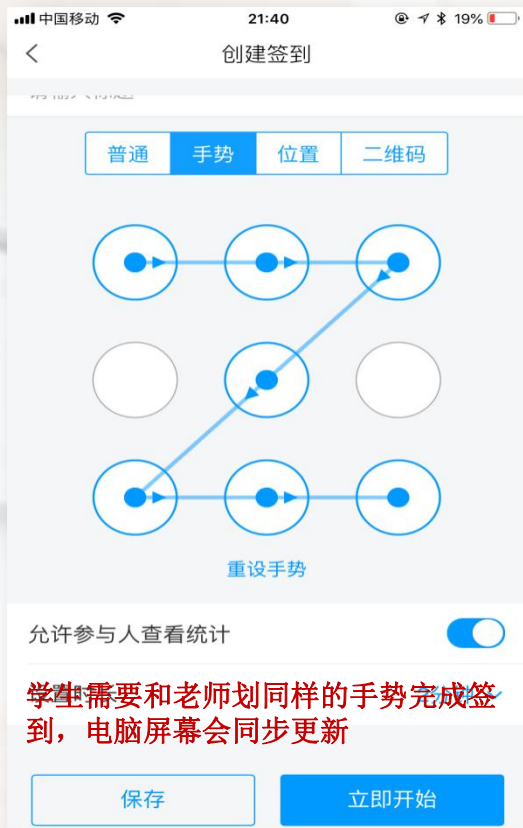 中国移动 21:40 19%
创建签到
普通 手势 位置 二维码
重设手势
允许参与人查看统计
学生需要和老师划同样的手势完成签
到，电脑屏幕会同步更新
保存 立即开始